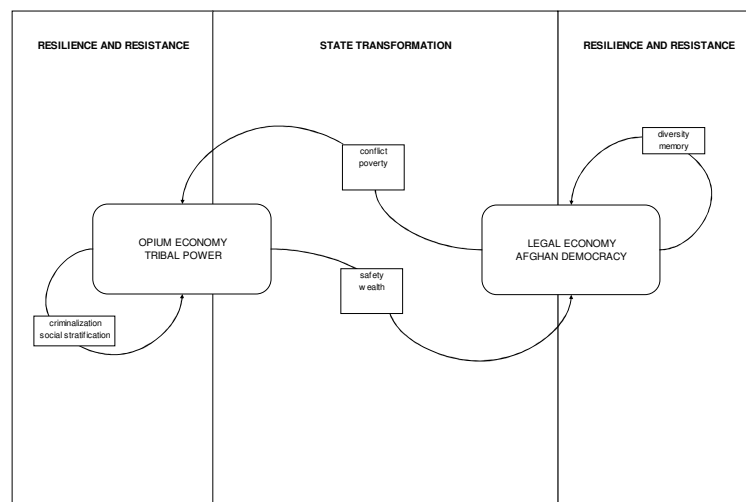 RESILIENCE AND RESISTANCE
STATE TRANSFORMATION
RESILIENCE AND RESISTANCE
conflict
poverty
diversity
memory
OPIUM ECONOMY
TRIBAL POWER
LEGAL ECONOMY
AFGHAN DEMOCRACY
safety
wealth
criminalization
social stratification